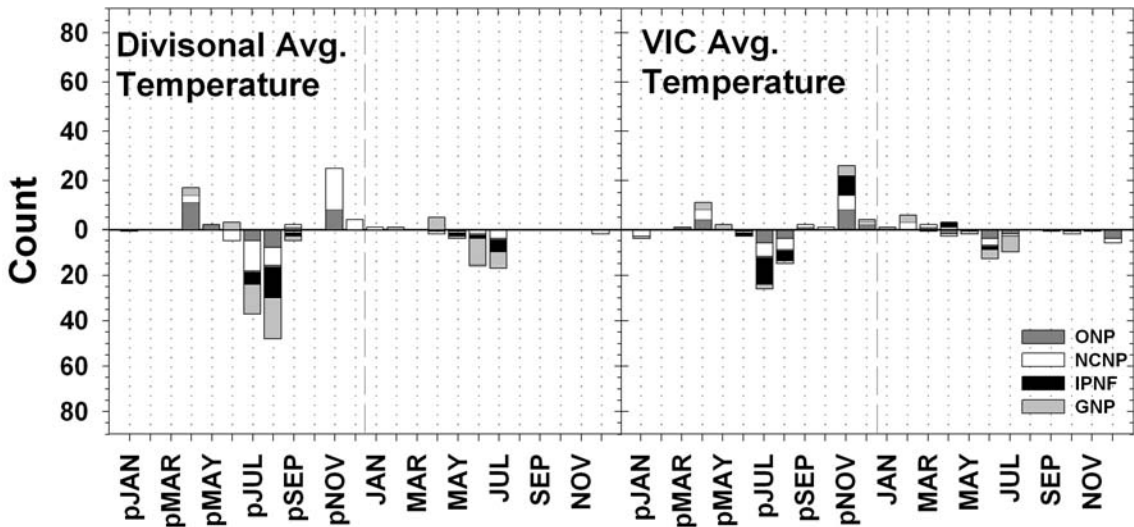 Divisonal Avg.
Temperature
VIC Avg.
Temperature
Count
80
60
40
20
0
20
40
60
80
ONP
NCNP
IPNF
GNP
pJAN
pMAR
pMAY
pJUL
pSEP
pNOV
JAN
MAR
MAY
JUL
SEP
NOV
pJAN
pMAR
pMAY
pJUL
pSEP
pNOV
JAN
MAR
MAY
JUL
SEP
NOV